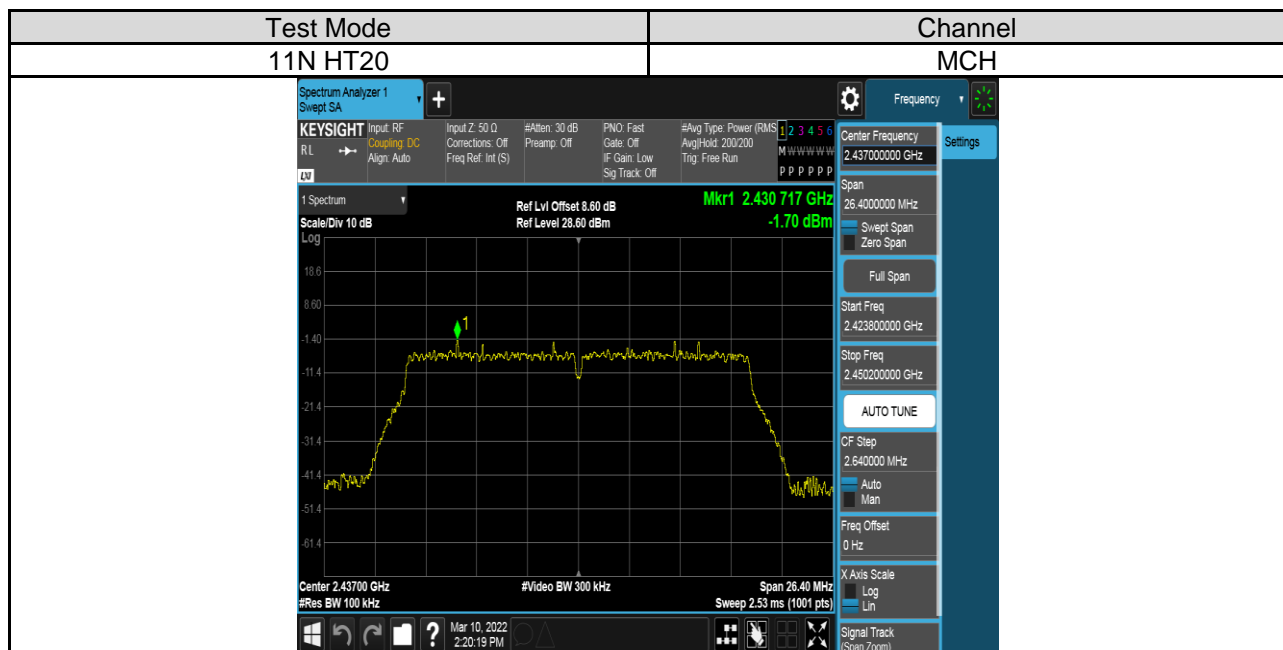 Test Mode Channel
11N HT20 MCH
Spectrum Analyzer 1
Swept SA
+
Frequency
KEYSIGHT Input: RF Input Z: 50 Ω #Atten: 30 dB PNO: Fast #Avg Type: Power (RMS 1 2 3 4 5 6
RL Coupling: DC Corrections: Off Preamp: Off Gate: Off Avg|Hold: 200/200 M W W W W W
Align: Auto Freq Ref: Int (S) IF Gain: Low Trig: Free Run
LXI Sig Track: Off P P P P P P
1 Spectrum
Scale/Div 10 dB
Ref Lvl Offset 8.60 dB
Ref Level 28.60 dBm
Mkr1 2.430 717 GHz
-1.70 dBm
Log
18.6
8.60
-1.40
-11.4
-21.4
-31.4
-41.4
-51.4
-61.4
1
Center 2.43700 GHz #Video BW 300 kHz Span 26.40 MHz
#Res BW 100 kHz Sweep 2.53 ms (1001 pts)
? Mar 10, 2022
2:20:19 PM
Settings
Center Frequency
2.437000000 GHz
Span
26.4000000 MHz
Swept Span
Zero Span
Full Span
Start Freq
2.423800000 GHz
Stop Freq
2.450200000 GHz
AUTO TUNE
CF Step
2.640000 MHz
Auto
Man
Freq Offset
0 Hz
X Axis Scale
Log
Lin
Signal Track
(Span Zoom)